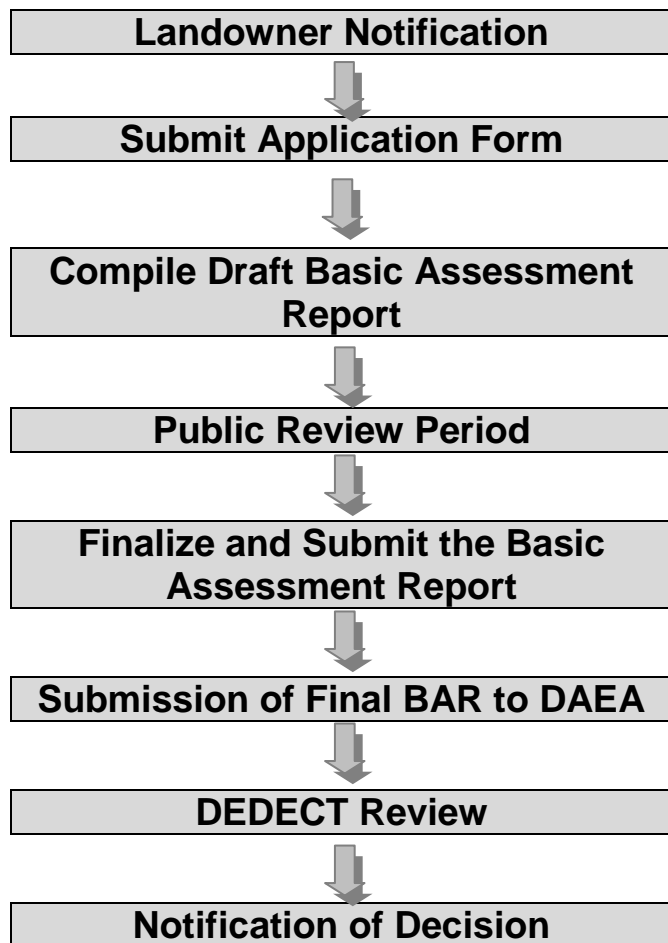 Landowner Notification
Submit Application Form
Compile Draft Basic Assessment
Report
Public Review Period
Finalize and Submit the Basic
Assessment Report
Submission of Final BAR to DAEA
DEDECT Review
Notification of Decision